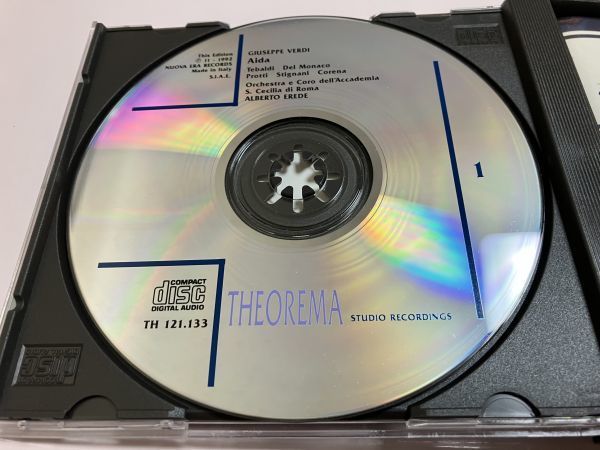 This Edition
℗ 11 - 1992
NUOVA ERA RECORDS
Made in Italy
S.I.A.E.
GIUSEPPE VERDI
Aida
Tebaldi Del Monaco
Protti Stignani Corena
Orchestra e Coro dell'Accademia
S. Cecilia di Roma
ALBERTO EREDE
1
COMPACT
disc
DIGITAL AUDIO
TH 121.133
THEOREMA STUDIO RECORDINGS